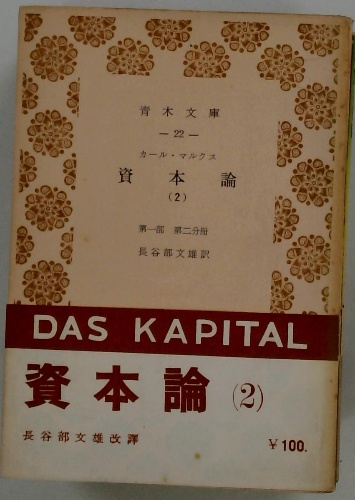 青木文庫
— 22 —
カール・マルクス
資本論
(2)
第一部 第二分冊
長谷部文雄訳
DAS KAPITAL
資本論 (2)
長谷部文雄改譯
¥100.